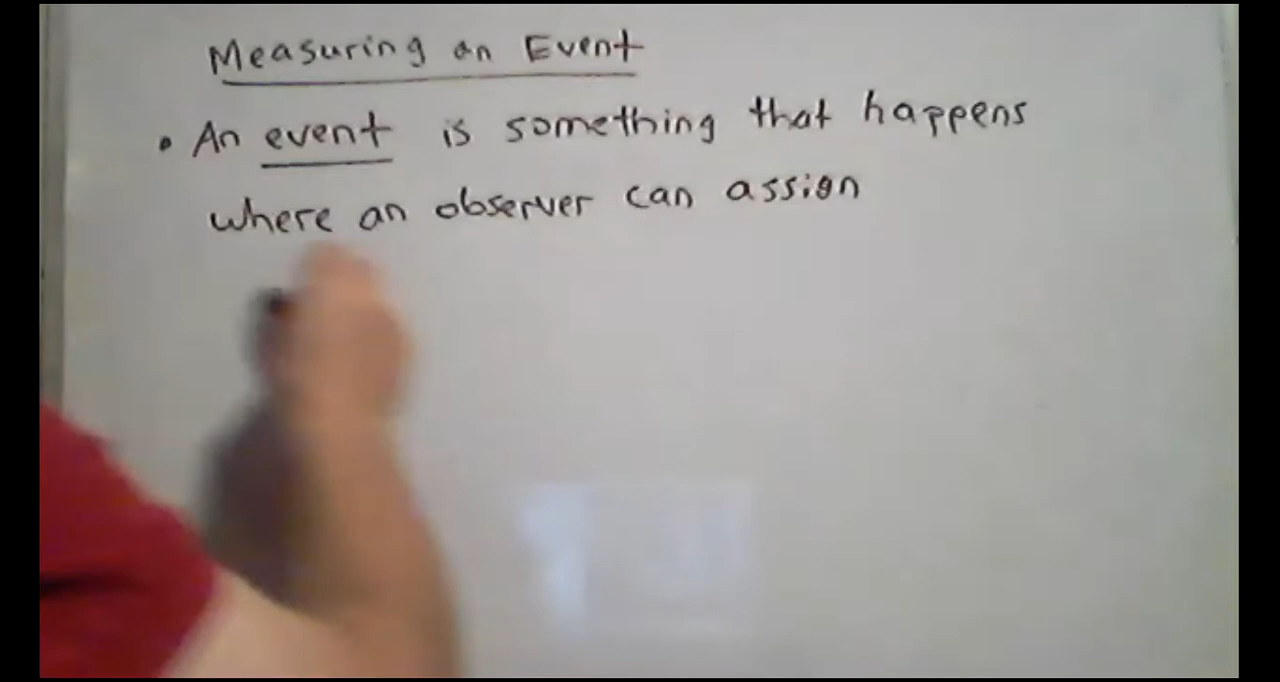 Measuring an Event
• An event is something that happens
where an observer can assign